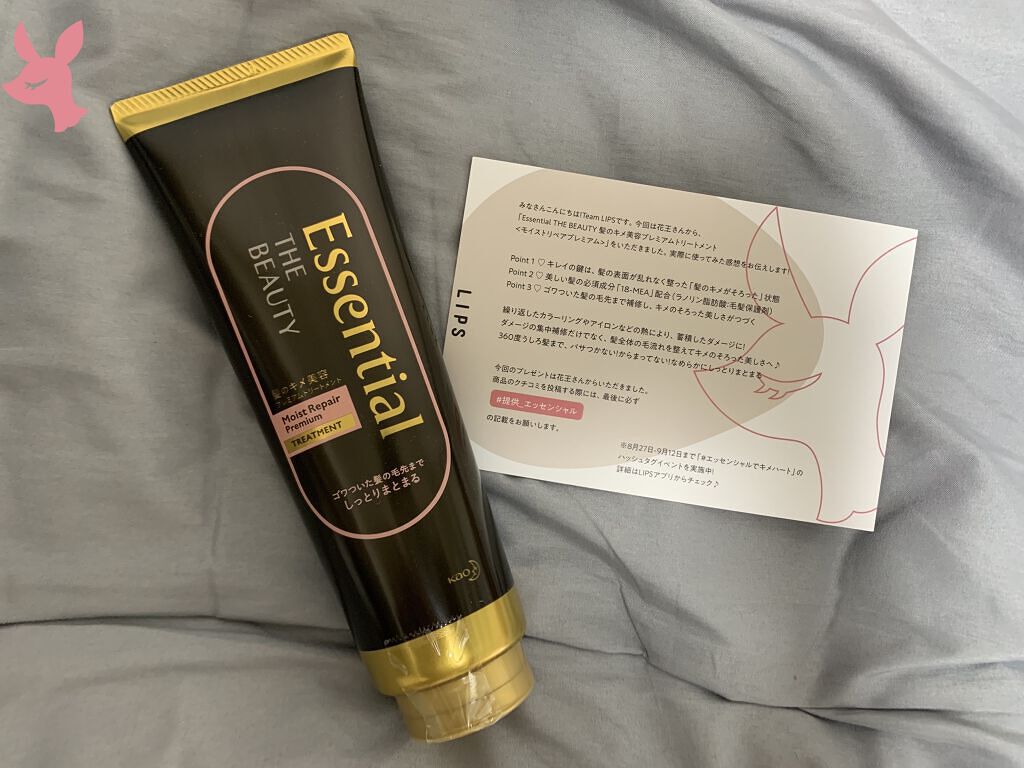 Essential
THE
BEAUTY
髪のキメ美容
プレミアムトリートメント
Moist Repair
Premium
TREATMENT
ゴワついた髪の毛先まで
しっとりまとまる
Kao
LIPS
みなさんこんにちは!Team LIPSです。今回は花王さんから、
「Essential THE BEAUTY 髪のキメ美容プレミアムトリートメント
<モイストリペアプレミアム>」をいただきました。実際に使ってみた感想をお伝えします!
Point 1 ♡ キレイの鍵は、髪の表面が乱れなく整った「髪のキメがそろった」状態
Point 2 ♡ 美しい髪の必須成分「18-MEA」配合(ラノリン脂肪酸:毛髪保護剤)
Point 3 ♡ ゴワついた髪の毛先まで補修し、キメのそろった美しさがつづく
繰り返したカラーリングやアイロンなどの熱により、蓄積したダメージに!
ダメージの集中補修だけでなく、髪全体の毛流れを整えてキメのそろった美しさへ♪
360度うしろ髪まで、パサつかない!からまってない!なめらかにしっとりまとまる
今回のプレゼントは花王さんからいただきました。
商品のクチコミを投稿する際には、最後に必ず
#提供_エッセンシャル
の記載をお願いします。
※8月27日-9月12日まで「#エッセンシャルでキメハート」の
ハッシュタグイベントを実施中!
詳細はLIPSアプリからチェック♪